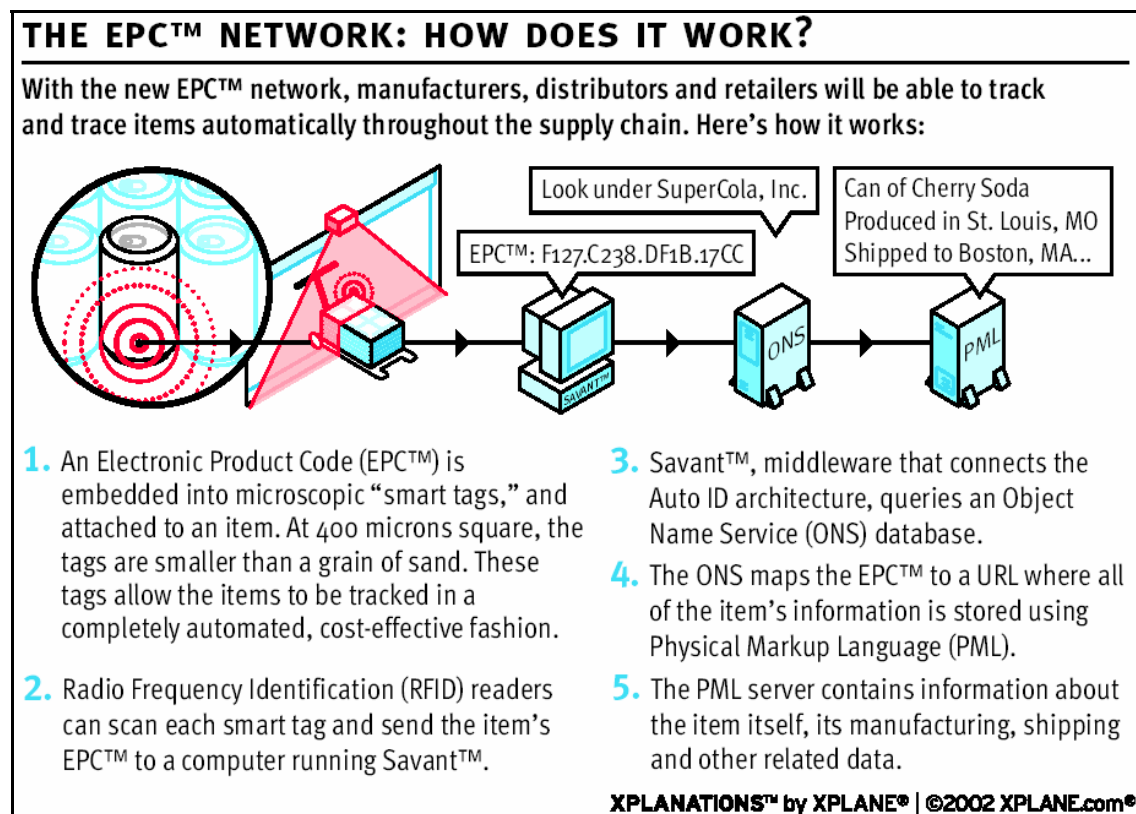 THE EPC™ NETWORK: HOW DOES IT WORK?
With the new EPC™ network, manufacturers, distributors and retailers will be able to track
and trace items automatically throughout the supply chain. Here's how it works:
Look under SuperCola, Inc.
Can of Cherry Soda
Produced in St. Louis, MO
Shipped to Boston, MA...
EPC™: F127.C238.DF1B.17CC
SAVANT™
ONS
PML
1. An Electronic Product Code (EPC™) is
embedded into microscopic “smart tags,” and
attached to an item. At 400 microns square, the
tags are smaller than a grain of sand. These
tags allow the items to be tracked in a
completely automated, cost-effective fashion.
2. Radio Frequency Identification (RFID) readers
can scan each smart tag and send the item's
EPC™ to a computer running Savant™.
3. Savant™, middleware that connects the
Auto ID architecture, queries an Object
Name Service (ONS) database.
4. The ONS maps the EPC™ to a URL where all
of the item's information is stored using
Physical Markup Language (PML).
5. The PML server contains information about
the item itself, its manufacturing, shipping
and other related data.
XPLANATIONS™ by XPLANE® | ©2002 XPLANE.com®